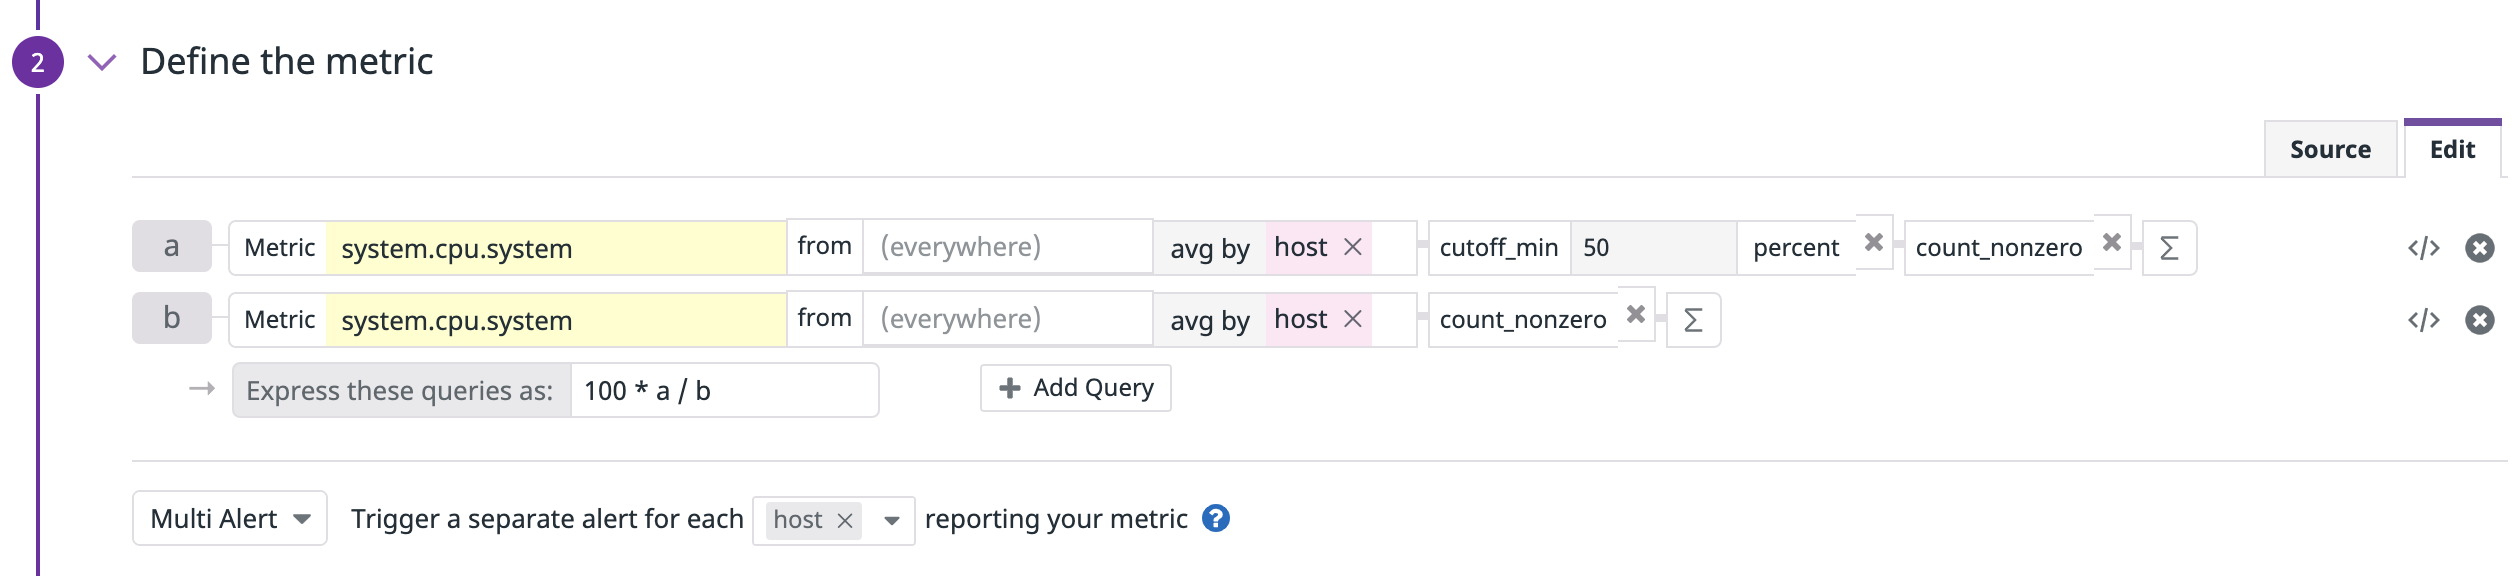 2 Define the metric
Source Edit
a Metric system.cpu.system from (everywhere) avg by host cutoff_min 50 percent count_nonzero Σ </>
b Metric system.cpu.system from (everywhere) avg by host count_nonzero Σ </>
→ Express these queries as: 100 * a / b + Add Query
Multi Alert Trigger a separate alert for each host reporting your metric ?